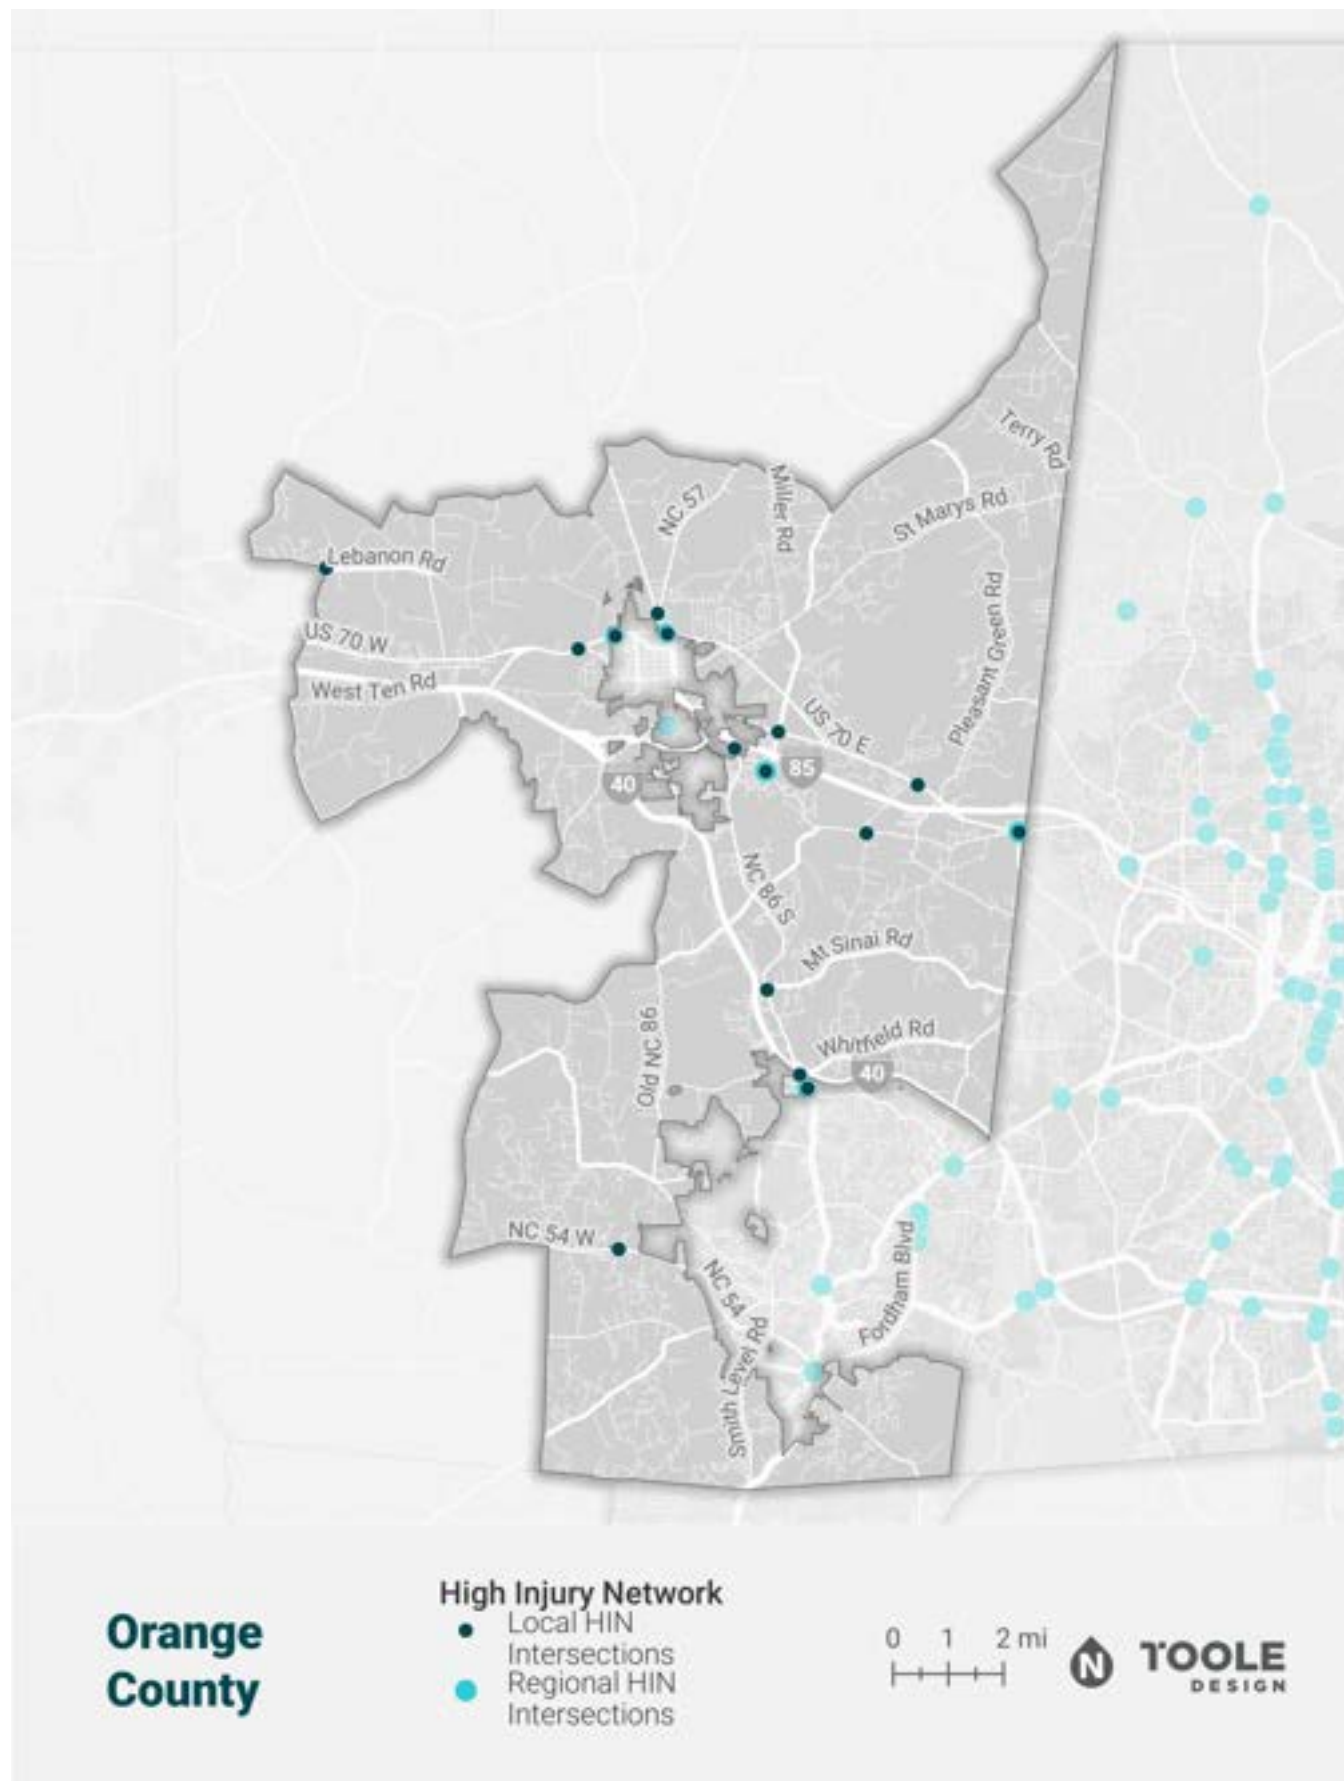 Terry Rd
NC 57
Miller Rd
St Marys Rd
Lebanon Rd
US 70 W
West Ten Rd
Pleasant Green Rd
US 70 E
85
40
NC 86 S
Mt Sinai Rd
Old NC 86
Whitfield Rd
40
NC 54 W
NC 54
Fordham Blvd
Smith Level Rd
Orange
County
High Injury Network
Local HIN
Intersections
Regional HIN
Intersections
0 1 2 mi
N
TOOLE
DESIGN